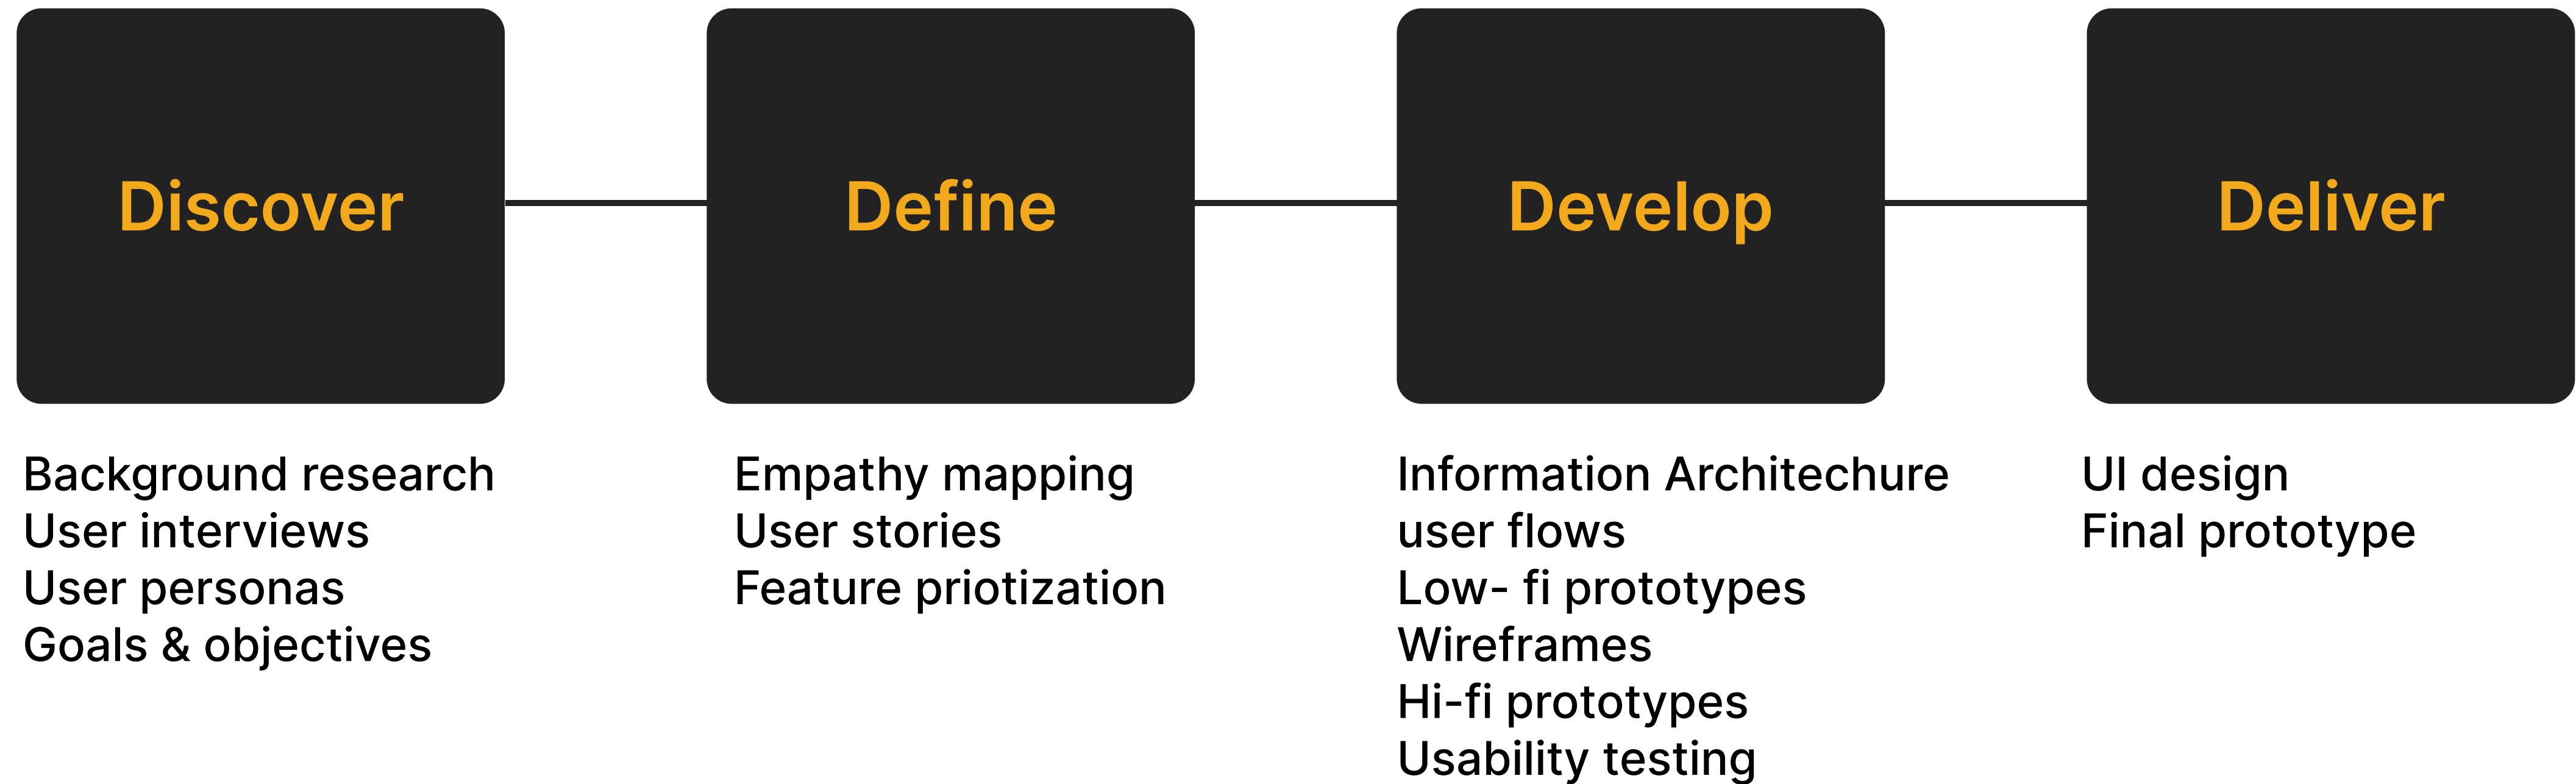 Discover
Define
Develop
Deliver
Background research
User interviews
User personas
Goals & objectives
Empathy mapping
User stories
Feature priotization
Information Architechure
user flows
Low- fi prototypes
Wireframes
Hi-fi prototypes
Usability testing
UI design
Final prototype